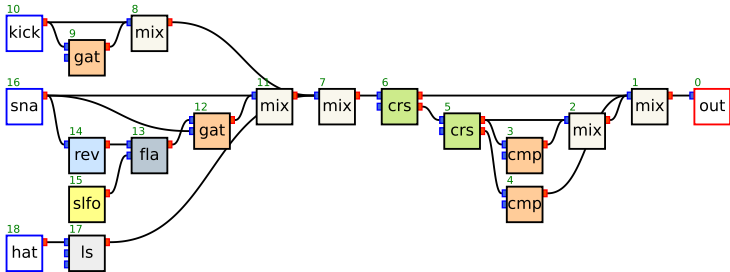 10 8
kick mix
9
gat
16 12 11 7 6 1 0
sna gat mix mix crs mix out
14 13 5 2
rev fla crs mix
3
cmp
15 4
slfo cmp
18 17
hat ls